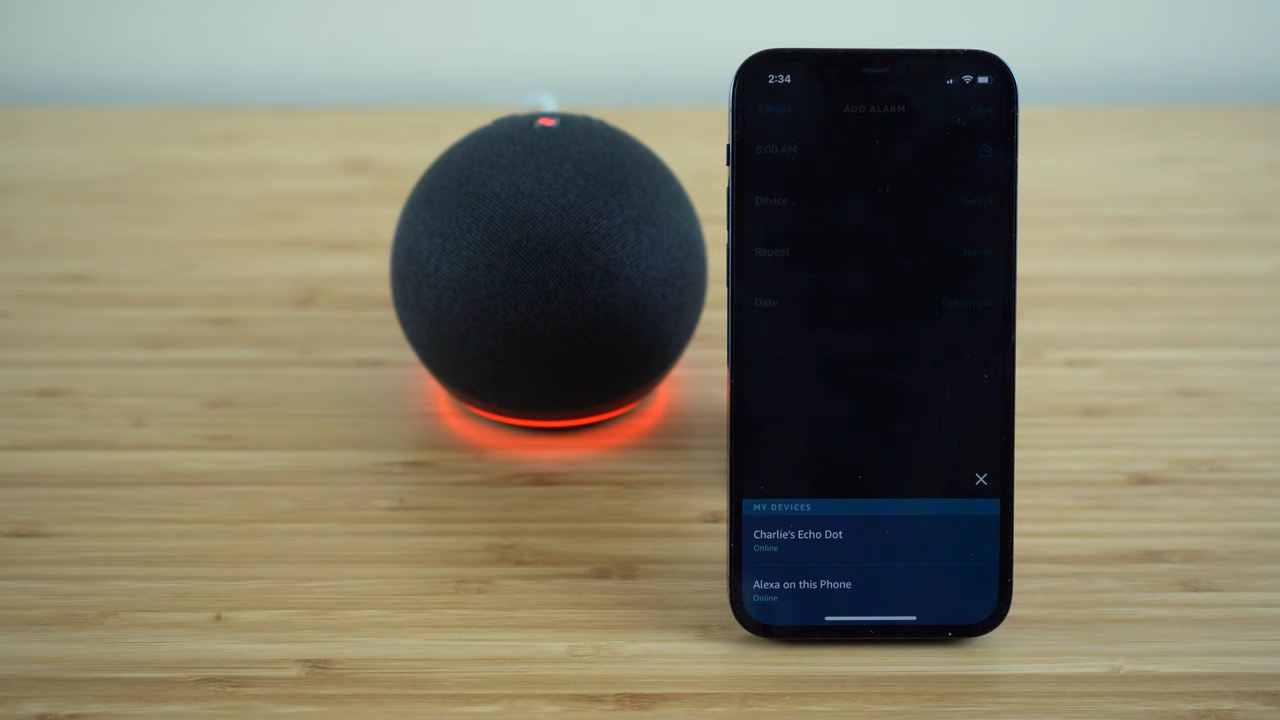 2:34
Cancel ADD ALARM Save
8:00 AM
Device Select
Repeat Never
Date Tomorrow
MY DEVICES
Charlie's Echo Dot
Online
Alexa on this Phone
Online